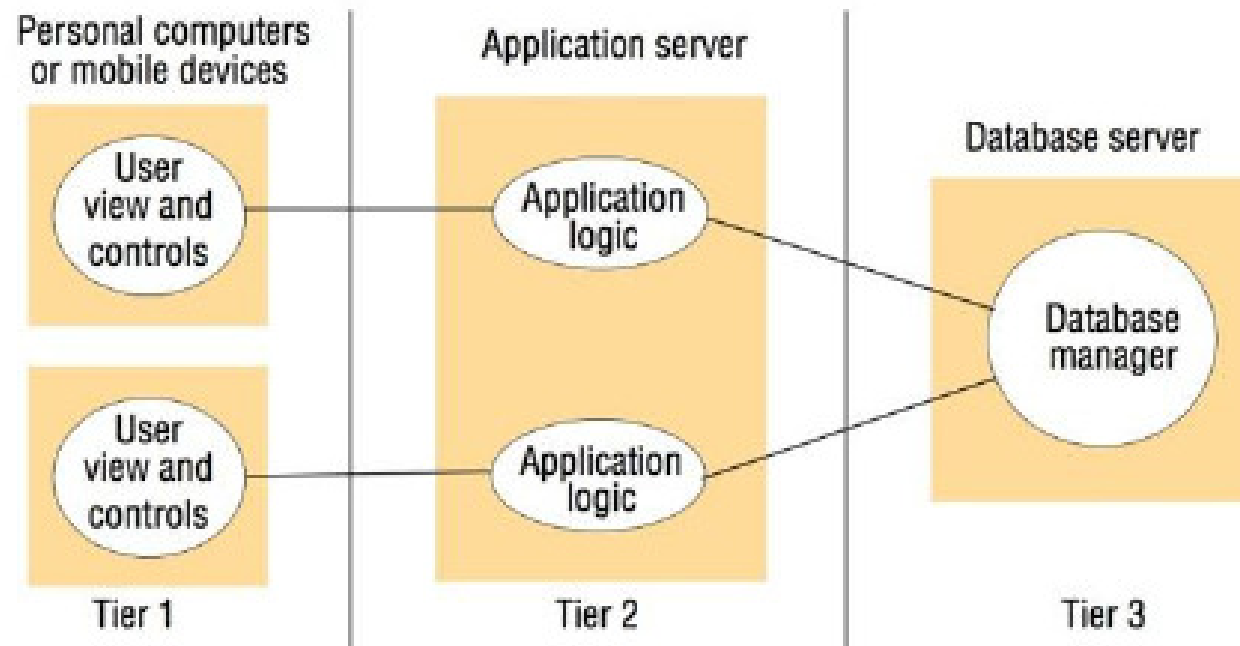 Personal computers
or mobile devices
User
view and
controls
User
view and
controls
Tier 1
Application server
Application
logic
Application
logic
Tier 2
Database server
Database
manager
Tier 3